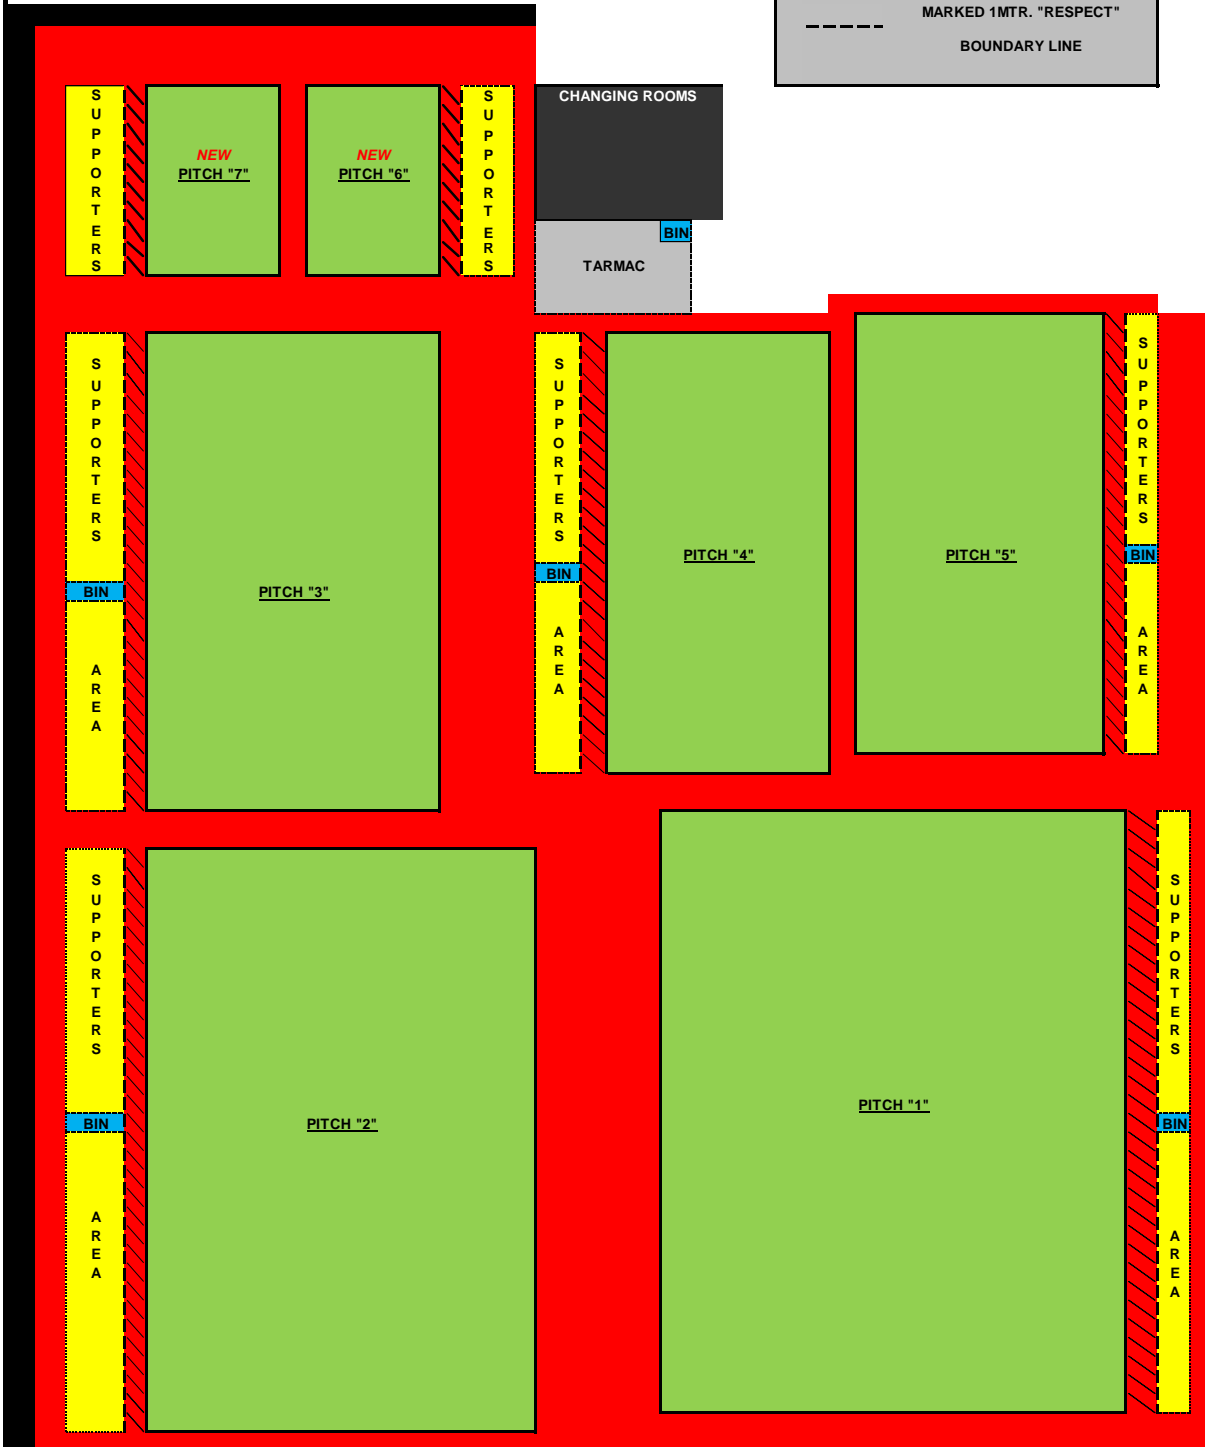 MARKED 1MTR. "RESPECT"
BOUNDARY LINE
SUPPORTERS
NEW
PITCH "7"
NEW
PITCH "6"
SUPPORTERS
CHANGING ROOMS
BIN
TARMAC
SUPPORTERS
BIN
AREA
PITCH "3"
SUPPORTERS
BIN
AREA
PITCH "4"
PITCH "5"
SUPPORTERS
BIN
AREA
SUPPORTERS
BIN
AREA
PITCH "2"
PITCH "1"
SUPPORTERS
BIN
AREA